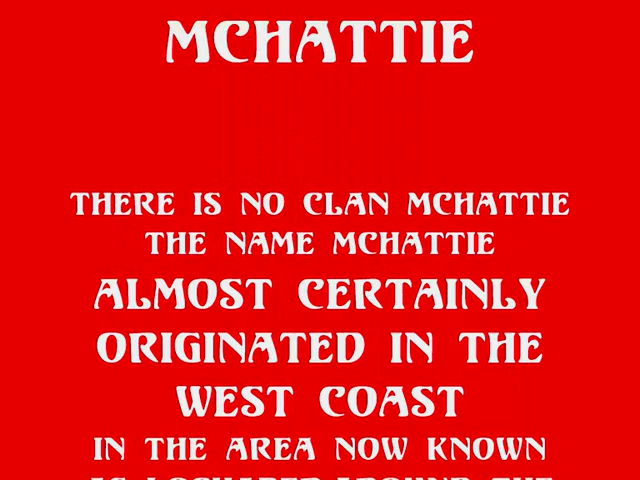 MCHATTIE
THERE IS NO CLAN MCHATTIE
THE NAME MCHATTIE
ALMOST CERTAINLY
ORIGINATED IN THE
WEST COAST
IN THE AREA NOW KNOWN